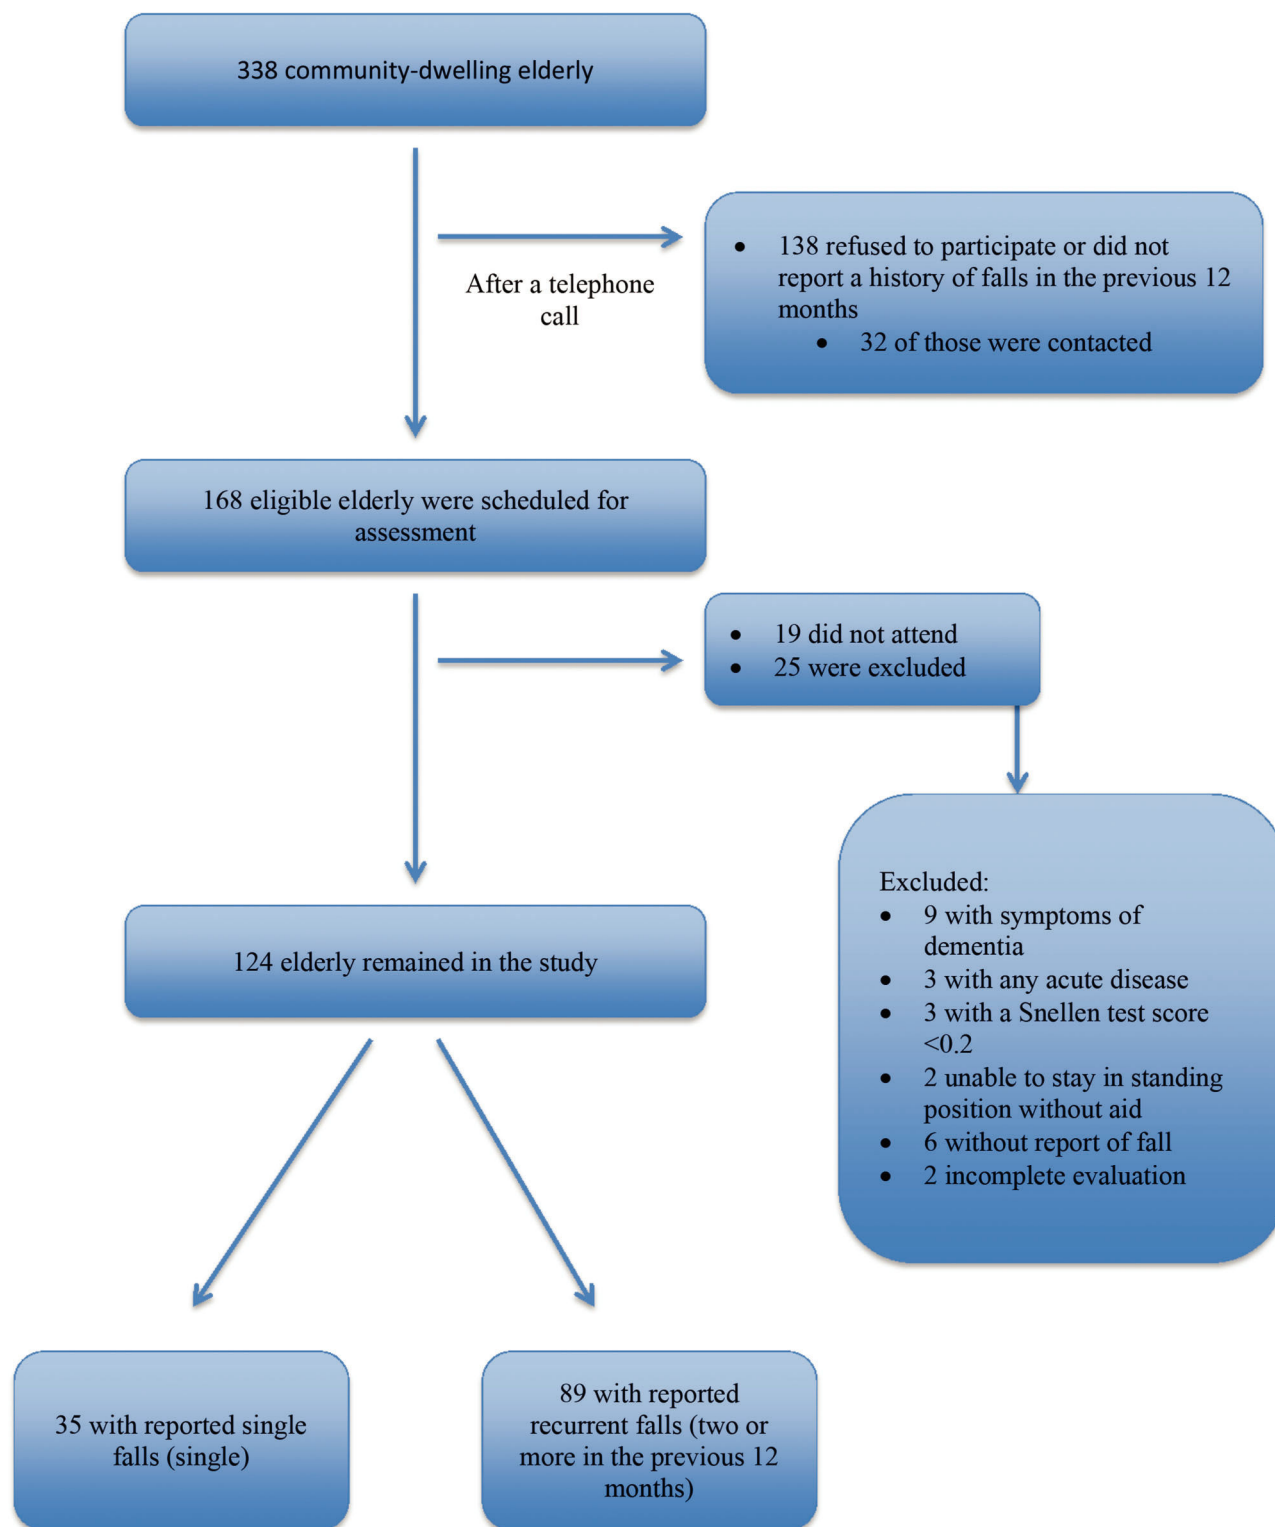 338 community-dwelling elderly
After a telephone
call
• 138 refused to participate or did not
report a history of falls in the previous 12
months
• 32 of those were contacted
168 eligible elderly were scheduled for
assessment
• 19 did not attend
• 25 were excluded
Excluded:
• 9 with symptoms of
dementia
• 3 with any acute disease
• 3 with a Snellen test score
<0.2
• 2 unable to stay in standing
position without aid
• 6 without report of fall
• 2 incomplete evaluation
124 elderly remained in the study
35 with reported single
falls (single)
89 with reported
recurrent falls (two or
more in the previous 12
months)